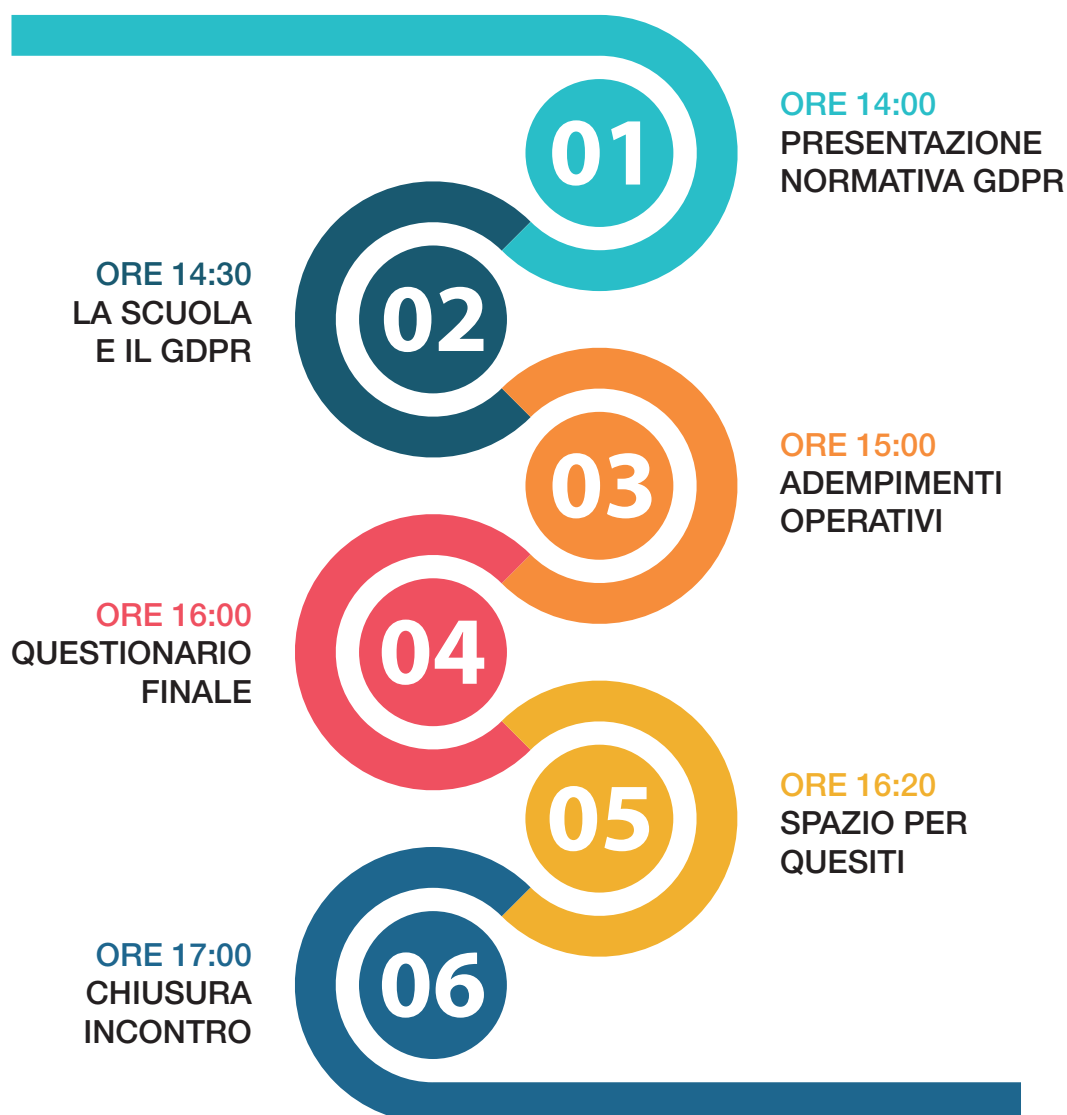 01
ORE 14:00
PRESENTAZIONE
NORMATIVA GDPR
02
ORE 14:30
LA SCUOLA
E IL GDPR
03
ORE 15:00
ADEMPIMENTI
OPERATIVI
04
ORE 16:00
QUESTIONARIO
FINALE
05
ORE 16:20
SPAZIO PER
QUESITI
06
ORE 17:00
CHIUSURA
INCONTRO